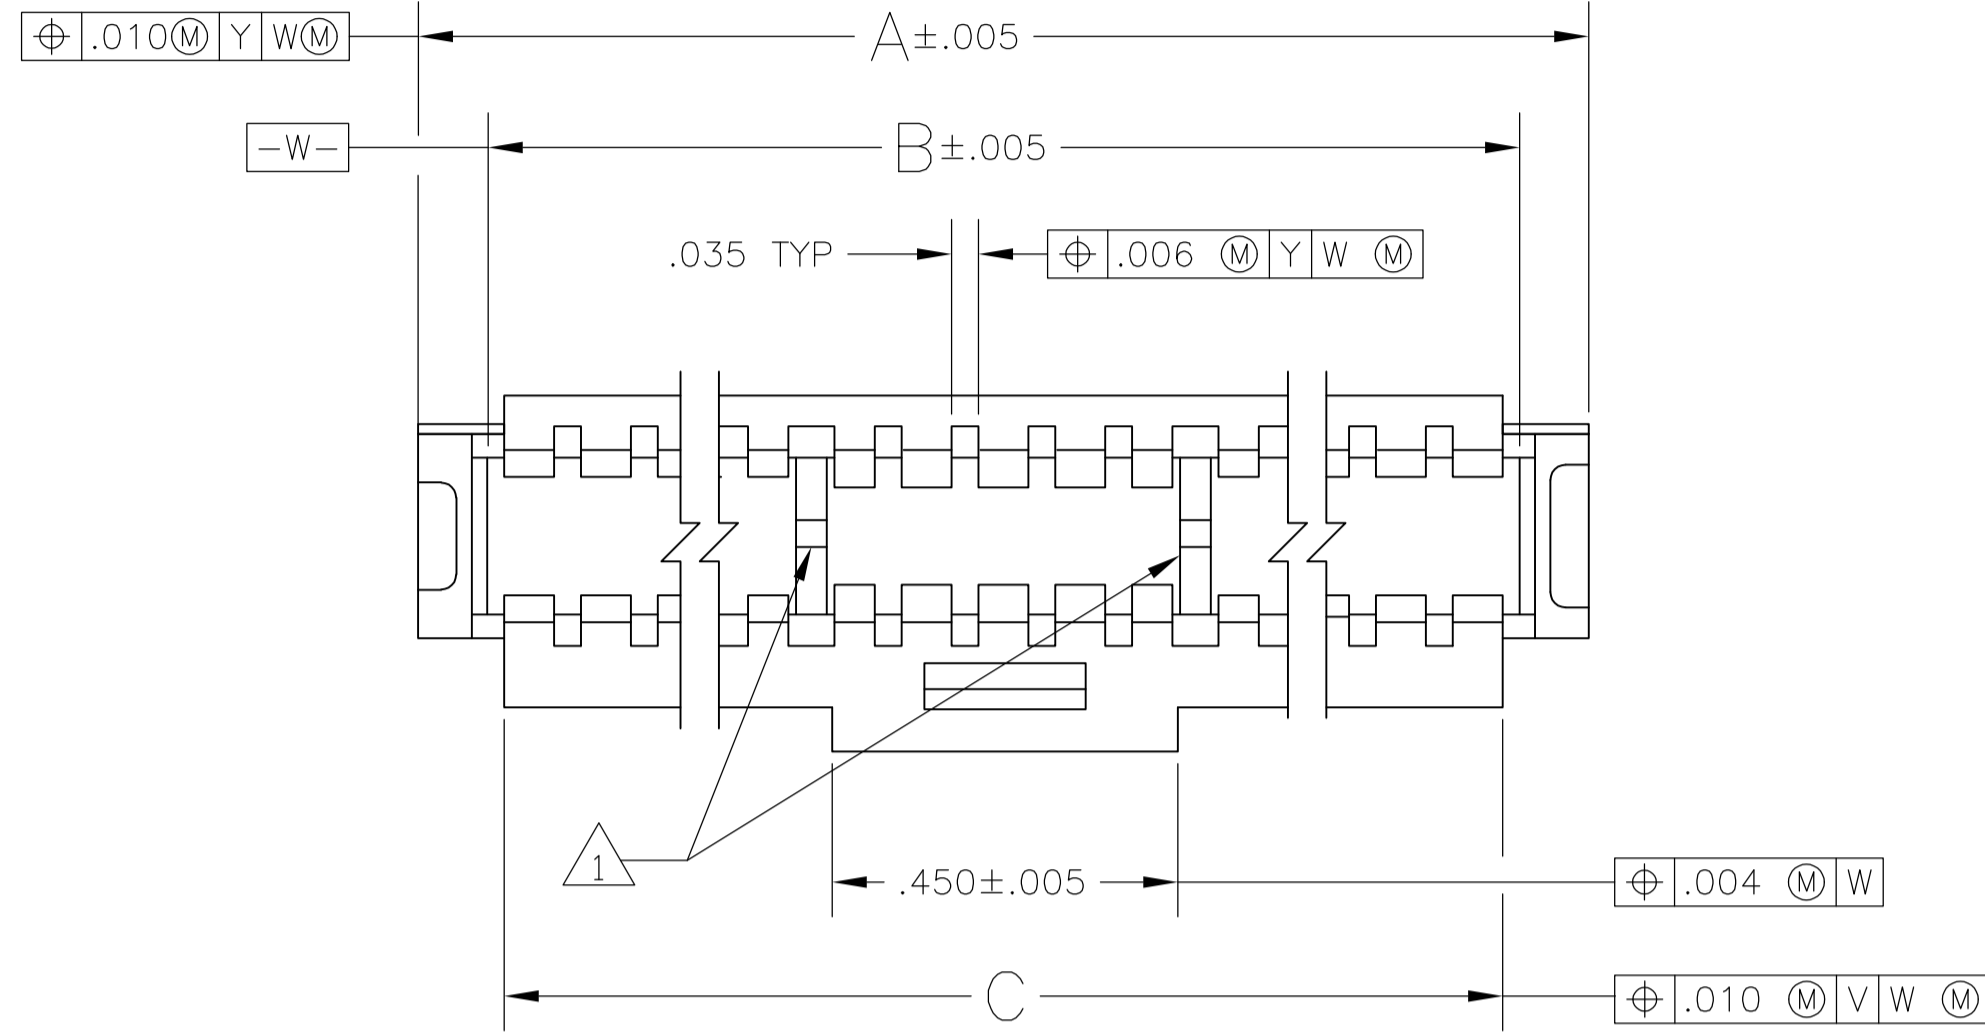 ⌖ .010Ⓜ Y WⓂ
A±.005
-W-
B±.005
.035 TYP
⌖ .006 Ⓜ Y W Ⓜ
1
.450±.005
⌖ .004 Ⓜ W
C
⌖ .010 Ⓜ V W Ⓜ